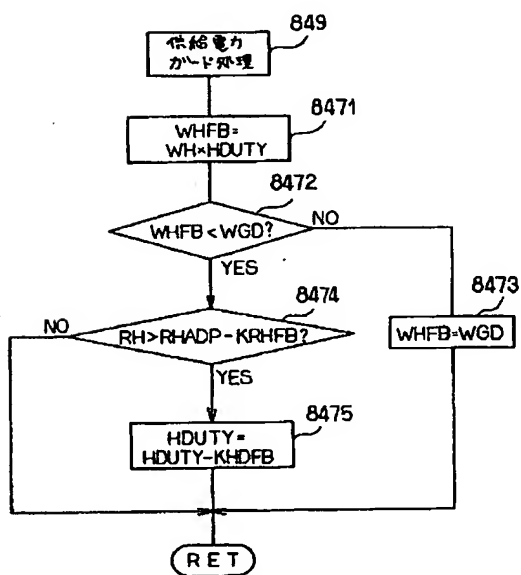 849
供給電力
ガード処理
8471
WHFB=
WH×HDUTY
8472
WHFB<WGD?
NO
YES
8473
WHFB=WGD
8474
NO
RH>RHADP-KRHFB?
YES
8475
HDUTY=
HDUTY-KHDFB
RET